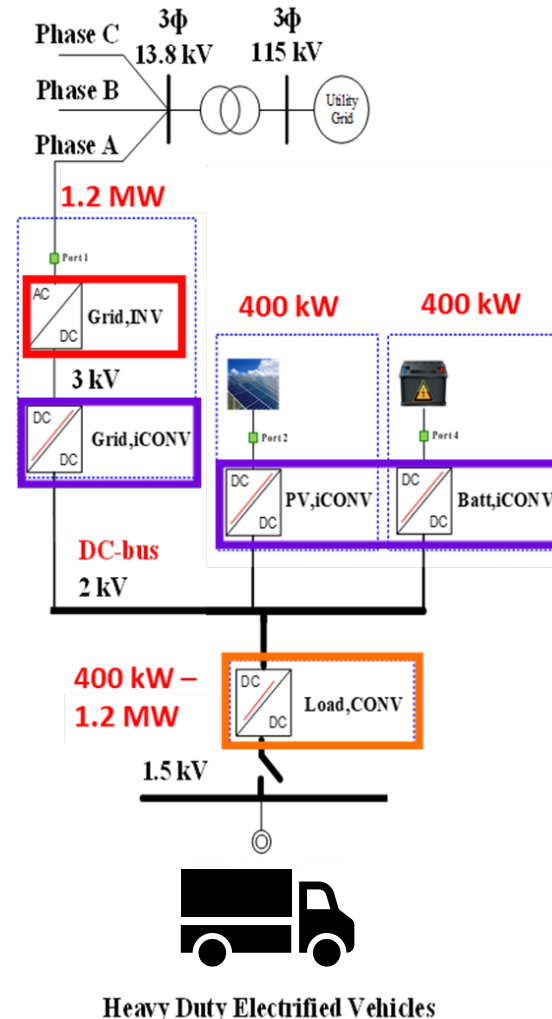 Phase C
3ϕ
13.8 kV
3ϕ
115 kV
Phase B
Utility
Grid
Phase A
1.2 MW
Port 1
AC
DC
Grid,INV
400 kW
400 kW
3 kV
DC
DC
Grid,iCONV
Port 2
Port 4
DC
DC
PV,iCONV
DC
DC
Batt,iCONV
DC-bus
2 kV
400 kW –
1.2 MW
DC
DC
Load,CONV
1.5 kV
Heavy Duty Electrified Vehicles